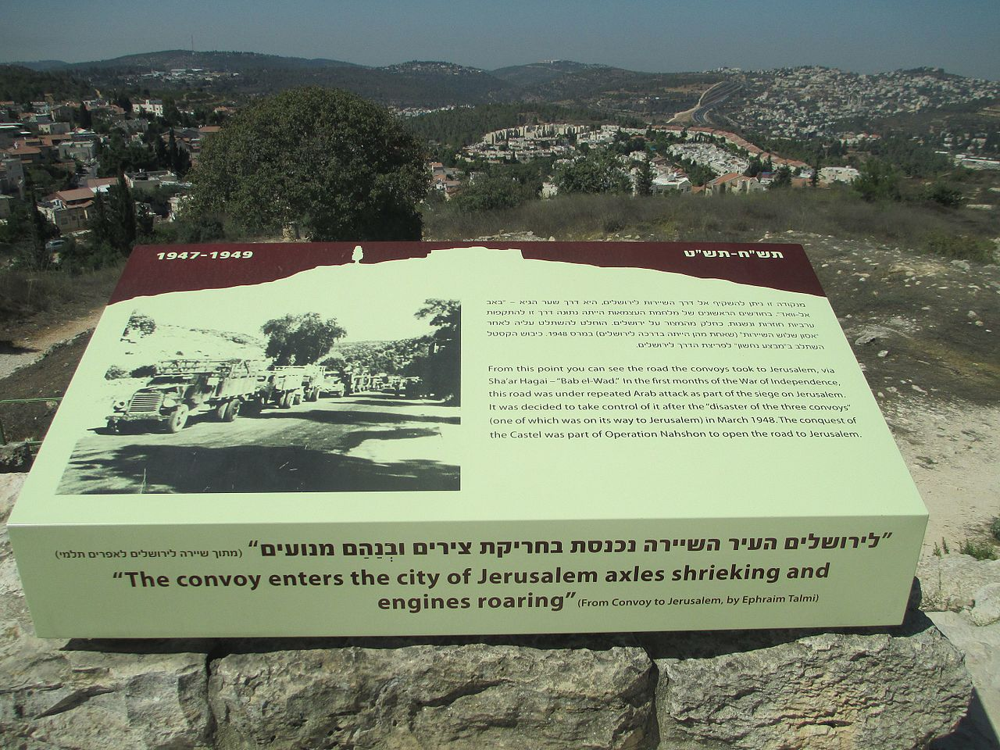 1947-1949
תש"ח-תש"ט
מנקודה זו ניתן להשקיף אל דרך השיירות לירושלים, היא דרך שער הגיא – "באב
אל-וואד". בחודשים הראשונים של מלחמת העצמאות הייתה נתונה דרך זו להתקפות
ערביות חוזרות ונשנות, כחלק מהמצור על ירושלים. הוחלט להשתלט עליה לאחר
"אסון שלוש השיירות" (שאחת מהן הייתה בדרכה לירושלים) במרס 1948. כיבוש הקסטל
השתלב ב"מבצע נחשון" לפריצת הדרך לירושלים.
From this point you can see the road the convoys took to Jerusalem, via
Sha'ar Hagai – "Bab el-Wad." In the first months of the War of Independence,
this road was under repeated Arab attack as part of the siege on Jerusalem.
It was decided to take control of it after the "disaster of the three convoys"
(one of which was on its way to Jerusalem) in March 1948. The conquest of
the Castel was part of Operation Nahshon to open the road to Jerusalem.
"לירושלים העיר השיירה נכנסת בחריקת צירים ובְנַהַם מנועים" (מתוך שיירה לירושלים לאפרים תלמי)
"The convoy enters the city of Jerusalem axles shrieking and
engines roaring" (From Convoy to Jerusalem, by Ephraim Talmi)